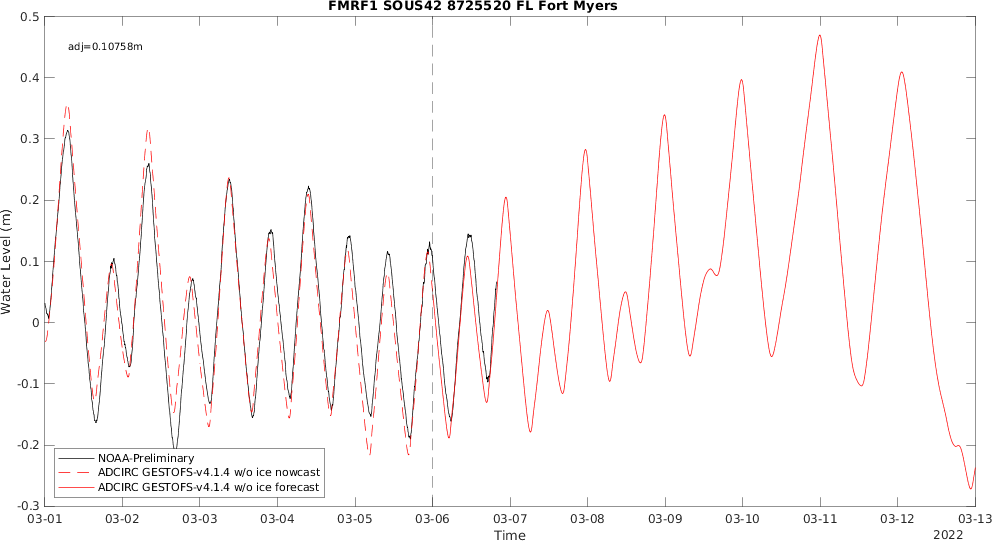 FMRF1 SOUS42 8725520 FL Fort Myers
adj=0.10758m
0.5
0.4
0.3
0.2
0.1
0
-0.1
-0.2
-0.3
Water Level (m)
NOAA-Preliminary
ADCIRC GESTOFS-v4.1.4 w/o ice nowcast
ADCIRC GESTOFS-v4.1.4 w/o ice forecast
03-01 03-02 03-03 03-04 03-05 03-06 03-07 03-08 03-09 03-10 03-11 03-12 03-13
Time
2022